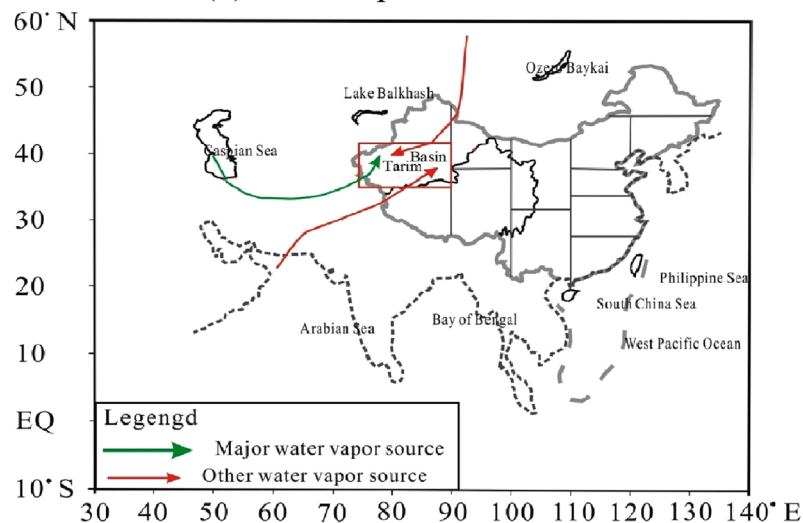 60° N
50
40
30
20
10
EQ
10° S
30 40 50 60 70 80 90 100 110 120 130 140° E
Ozero Baykai
Lake Balkhash
Caspian Sea
Basin
Tarim
Philippine Sea
South China Sea
Arabian Sea
Bay of Bengal
West Pacific Ocean
Legengd
Major water vapor source
Other water vapor source